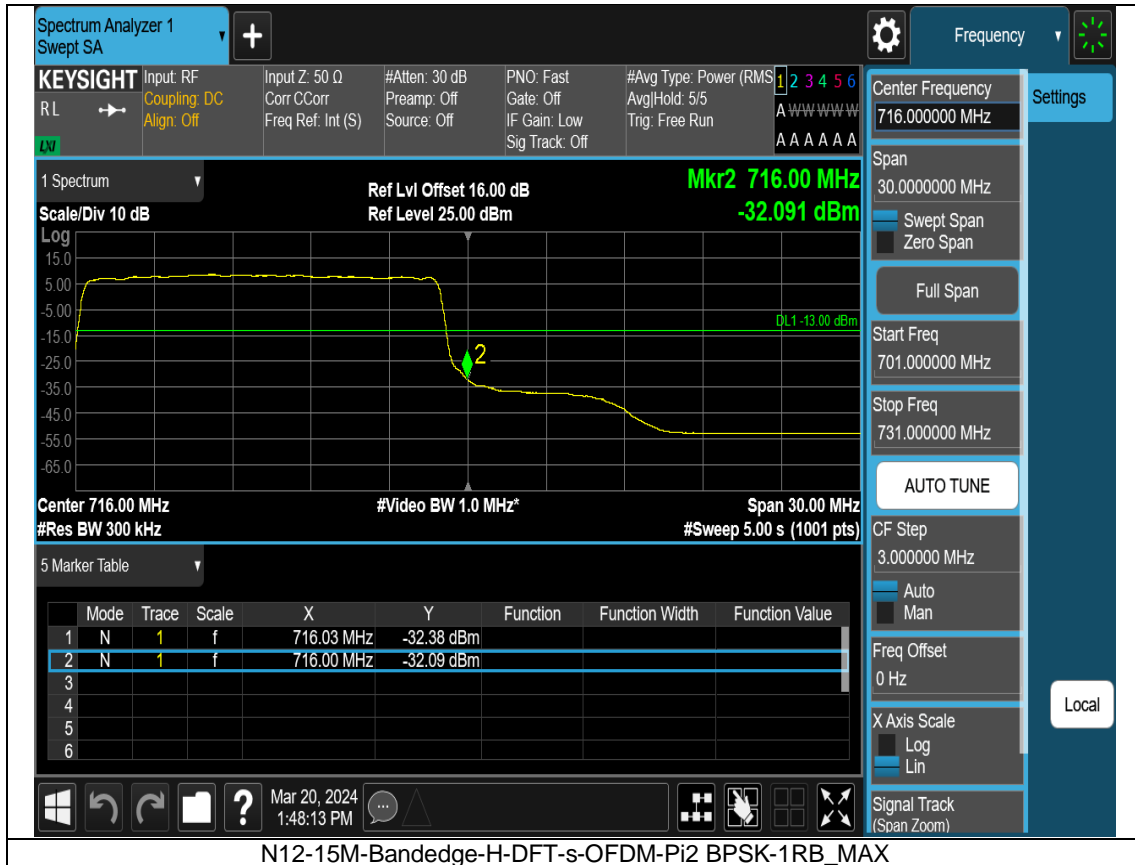 Spectrum Analyzer 1
Swept SA
Frequency
KEYSIGHT
RL
LXI
Input: RF
Coupling: DC
Align: Off
Input Z: 50 Ω
Corr CCorr
Freq Ref: Int (S)
#Atten: 30 dB
Preamp: Off
Source: Off
PNO: Fast
Gate: Off
IF Gain: Low
Sig Track: Off
#Avg Type: Power (RMS
Avg|Hold: 5/5
Trig: Free Run
1 2 3 4 5 6
A W W W W W
A A A A A A
1 Spectrum
Scale/Div 10 dB
Ref Lvl Offset 16.00 dB
Ref Level 25.00 dBm
Mkr2 716.00 MHz
-32.091 dBm
Log
15.0
5.00
-5.00
-15.0
-25.0
-35.0
-45.0
-55.0
-65.0
DL1 -13.00 dBm
2
Center 716.00 MHz
#Video BW 1.0 MHz*
Span 30.00 MHz
#Res BW 300 kHz
#Sweep 5.00 s (1001 pts)
5 Marker Table
Mode Trace Scale X Y Function Function Width Function Value
1 N 1 f 716.03 MHz -32.38 dBm
2 N 1 f 716.00 MHz -32.09 dBm
3
4
5
6
Center Frequency
716.000000 MHz
Settings
Span
30.0000000 MHz
Swept Span
Zero Span
Full Span
Start Freq
701.000000 MHz
Stop Freq
731.000000 MHz
AUTO TUNE
CF Step
3.000000 MHz
Auto
Man
Freq Offset
0 Hz
Local
X Axis Scale
Log
Lin
Signal Track
(Span Zoom)
Mar 20, 2024
1:48:13 PM
N12-15M-Bandedge-H-DFT-s-OFDM-Pi2 BPSK-1RB_MAX